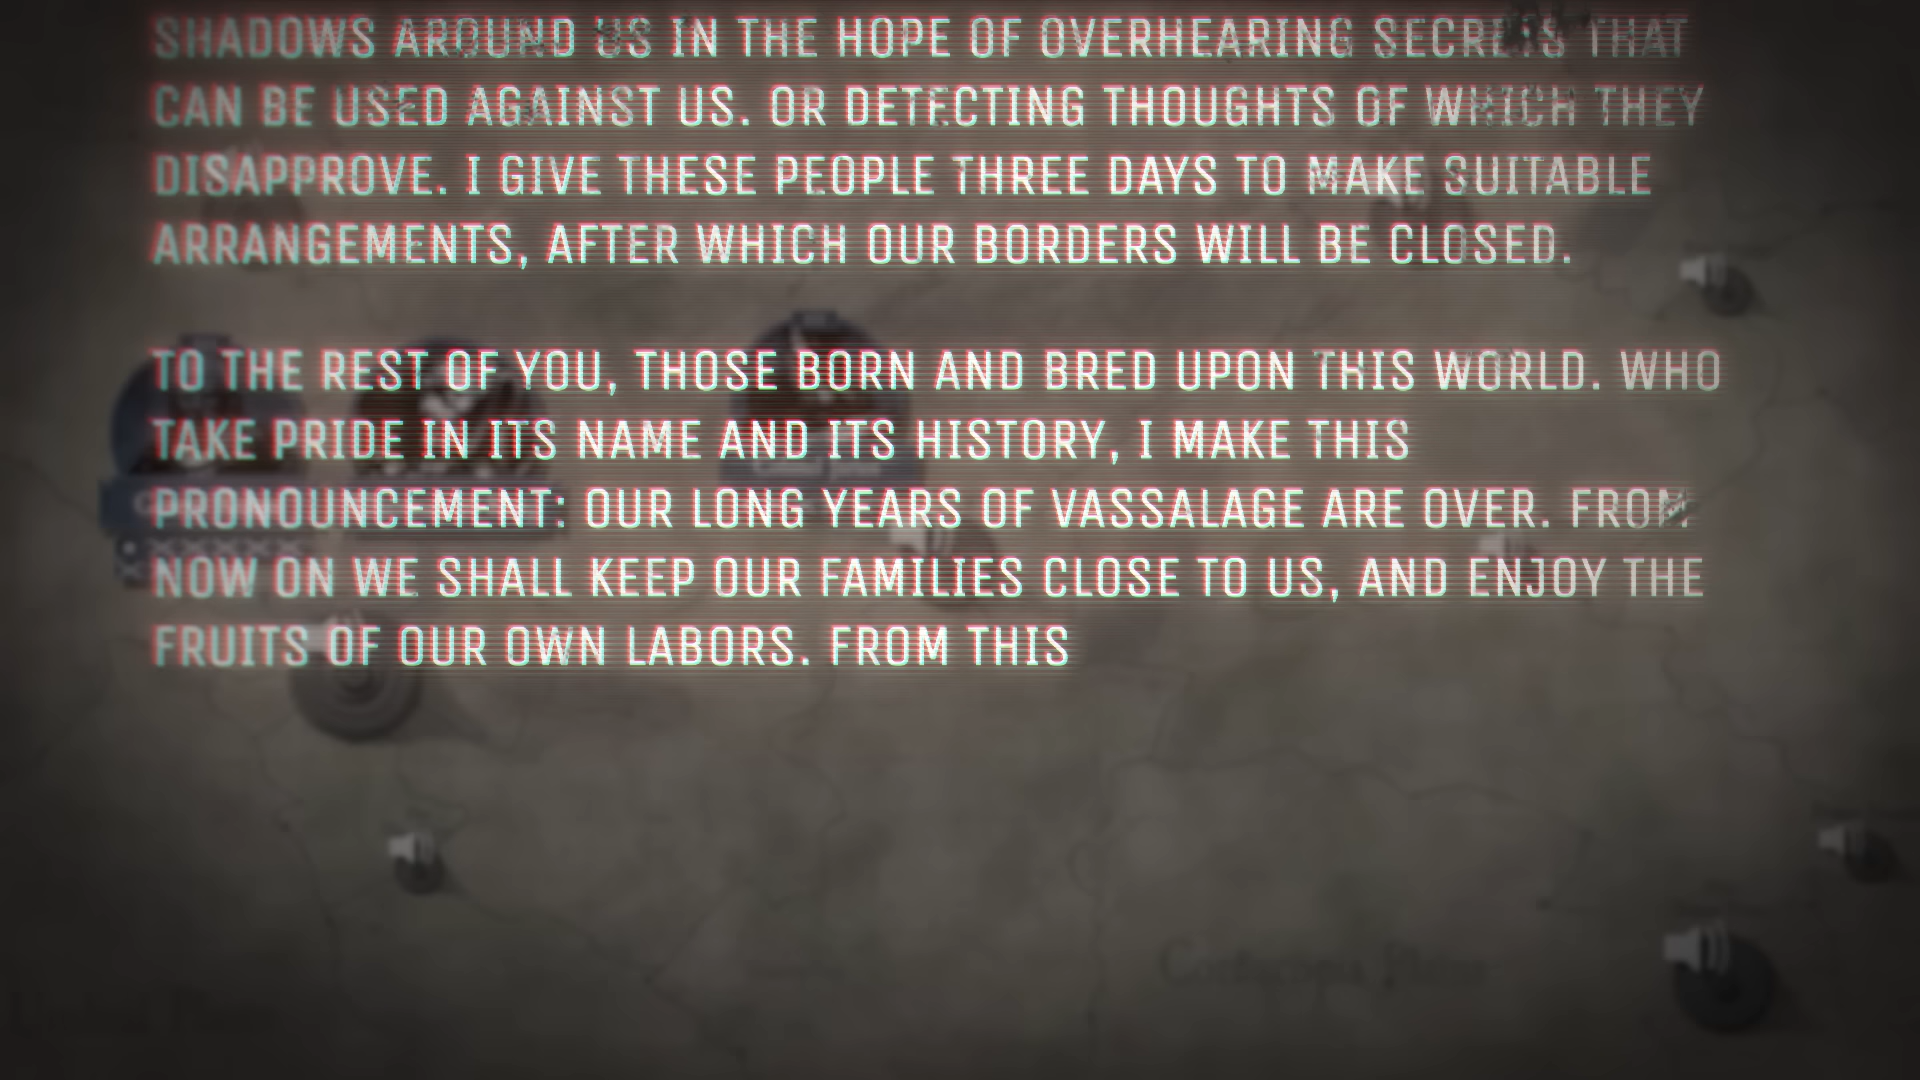 SHADOWS AROUND US IN THE HOPE OF OVERHEARING SECRETS THAT
CAN BE USED AGAINST US. OR DETECTING THOUGHTS OF WHICH THEY
DISAPPROVE. I GIVE THESE PEOPLE THREE DAYS TO MAKE SUITABLE
ARRANGEMENTS, AFTER WHICH OUR BORDERS WILL BE CLOSED.
TO THE REST OF YOU, THOSE BORN AND BRED UPON THIS WORLD. WHO
TAKE PRIDE IN ITS NAME AND ITS HISTORY, I MAKE THIS
PRONOUNCEMENT: OUR LONG YEARS OF VASSALAGE ARE OVER. FROM
NOW ON WE SHALL KEEP OUR FAMILIES CLOSE TO US, AND ENJOY THE
FRUITS OF OUR OWN LABORS. FROM THIS